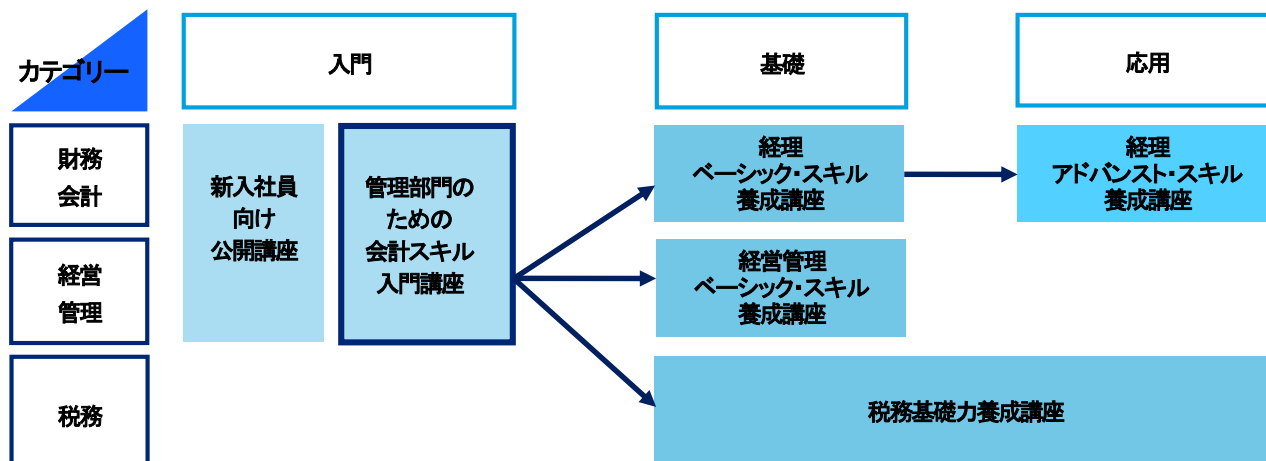 カテゴリー
入門
基礎
応用
財務
会計
新入社員
向け
公開講座
管理部門の
ための
会計スキル
入門講座
経理
ベーシック・スキル
養成講座
経理
アドバンスト・スキル
養成講座
経営
管理
経営管理
ベーシック・スキル
養成講座
税務
税務基礎力養成講座